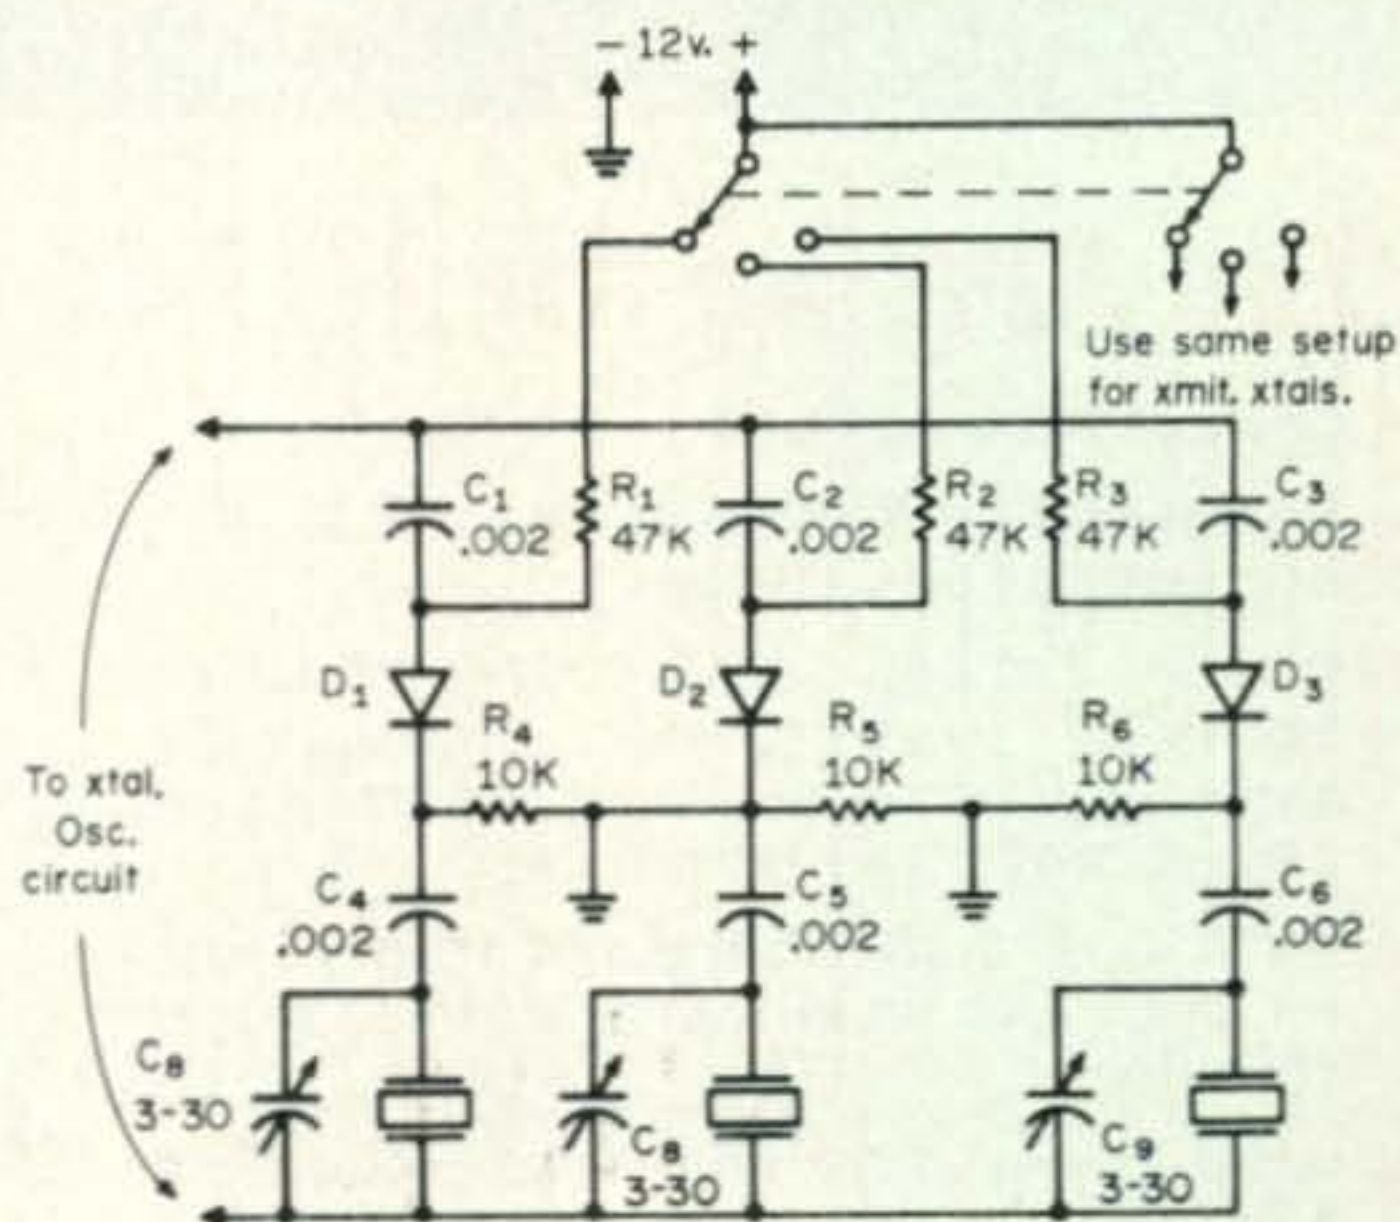 − 12v. +
Use same setup
for xmit. xtals.
C1
.002
R1
47K
C2
.002
R2
47K
R3
47K
C3
.002
D1
D2
D3
R4
10K
R5
10K
R6
10K
To xtal.
Osc.
circuit
C4
.002
C5
.002
C6
.002
C8
3-30
C8
3-30
C9
3-30